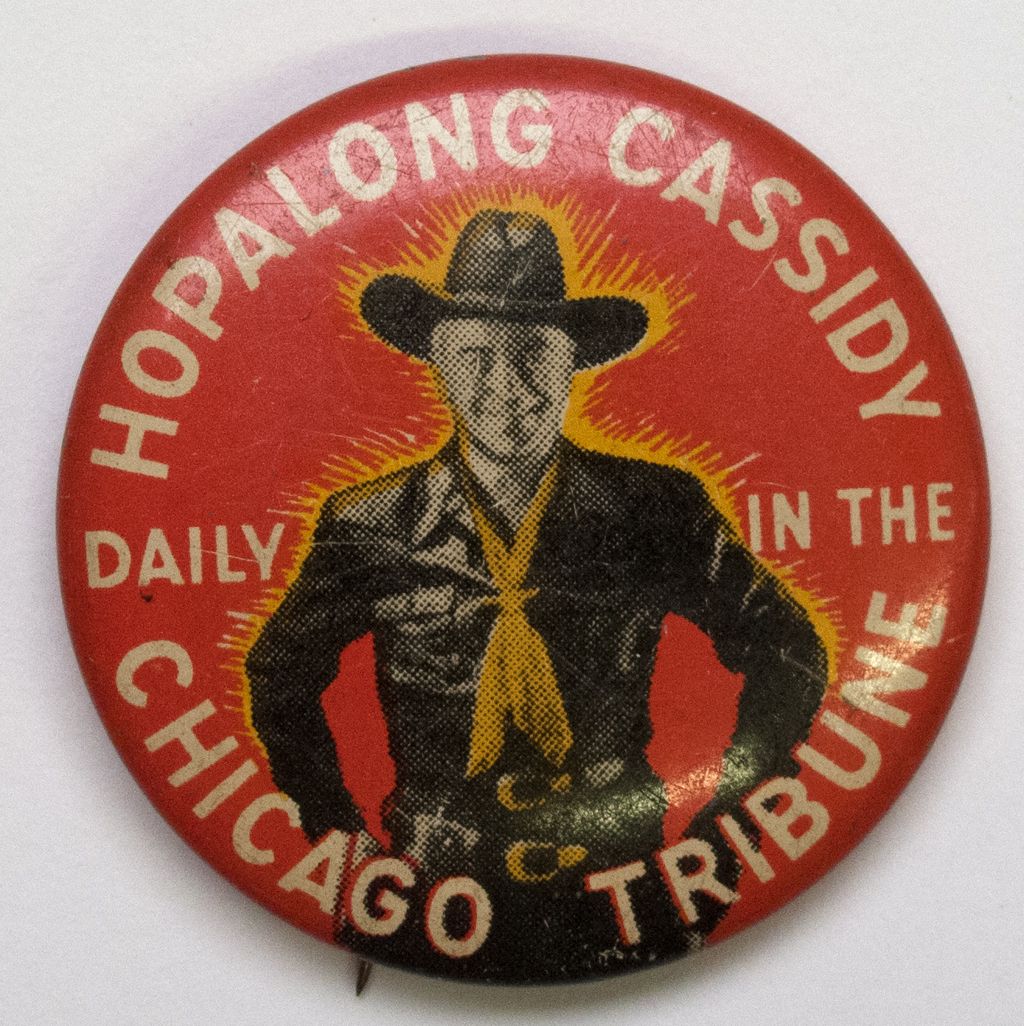 HOPALONG CASSIDY
DAILY IN THE
CHICAGO TRIBUNE